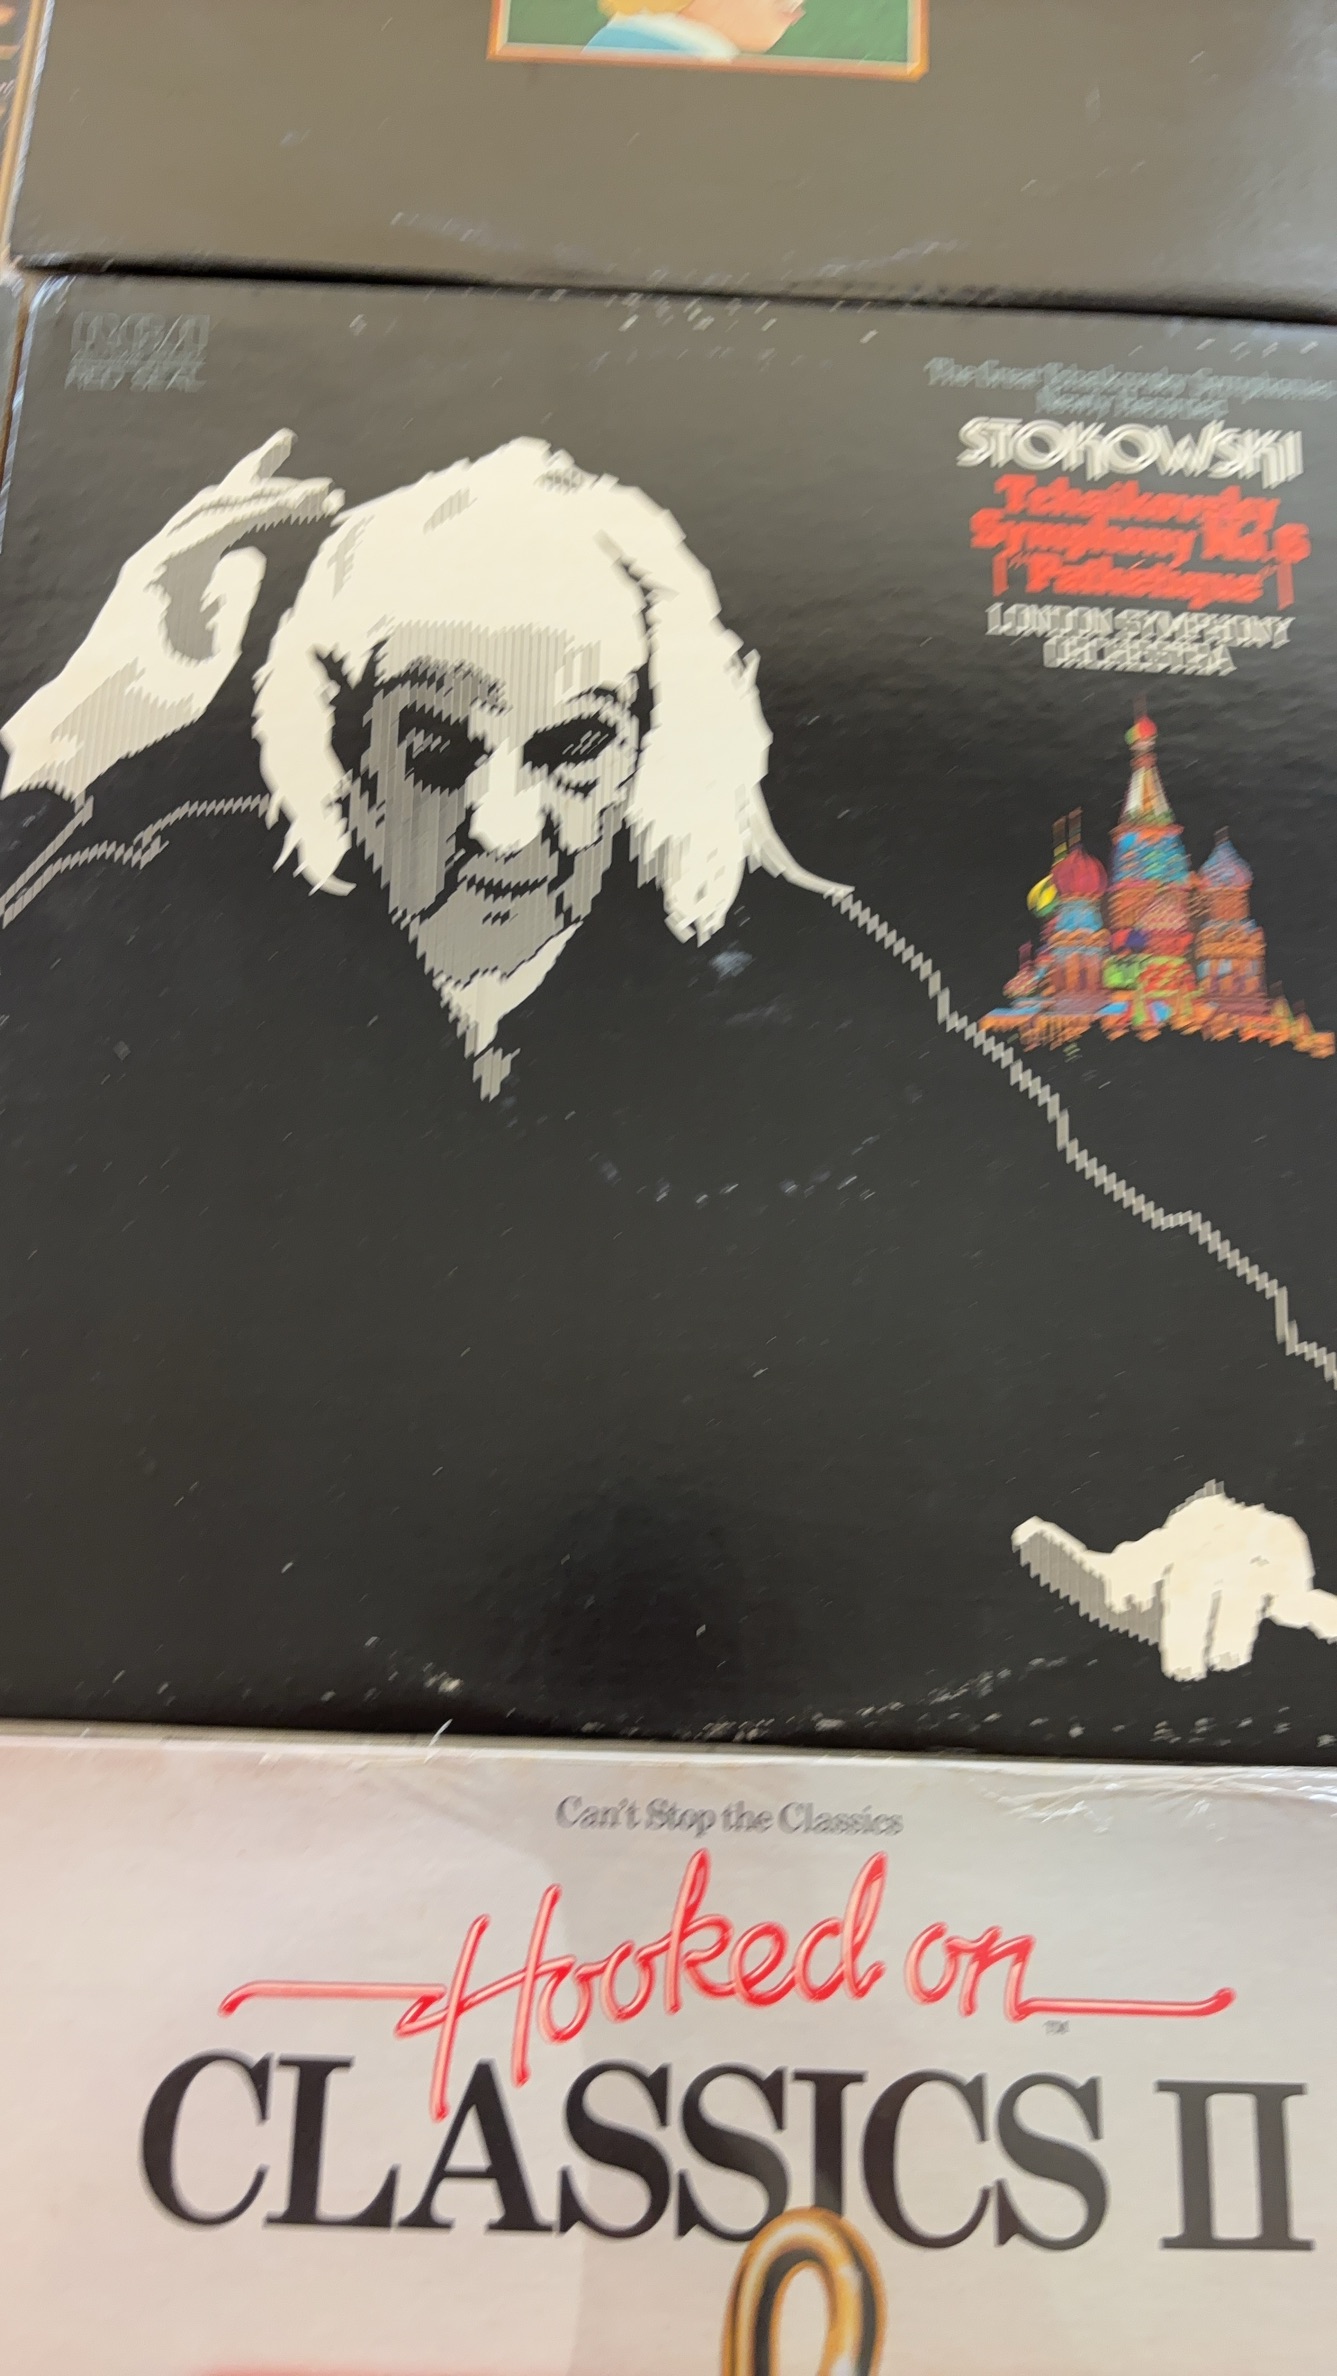 RCA
RED SEAL
The Great Tchaikovsky Symphonies
Newly Recorded
STOKOWSKI
Tchaikovsky
Symphony No. 6
("Pathetique")
LONDON SYMPHONY
ORCHESTRA
Can't Stop the Classics
Hooked on
TM
CLASSICS II